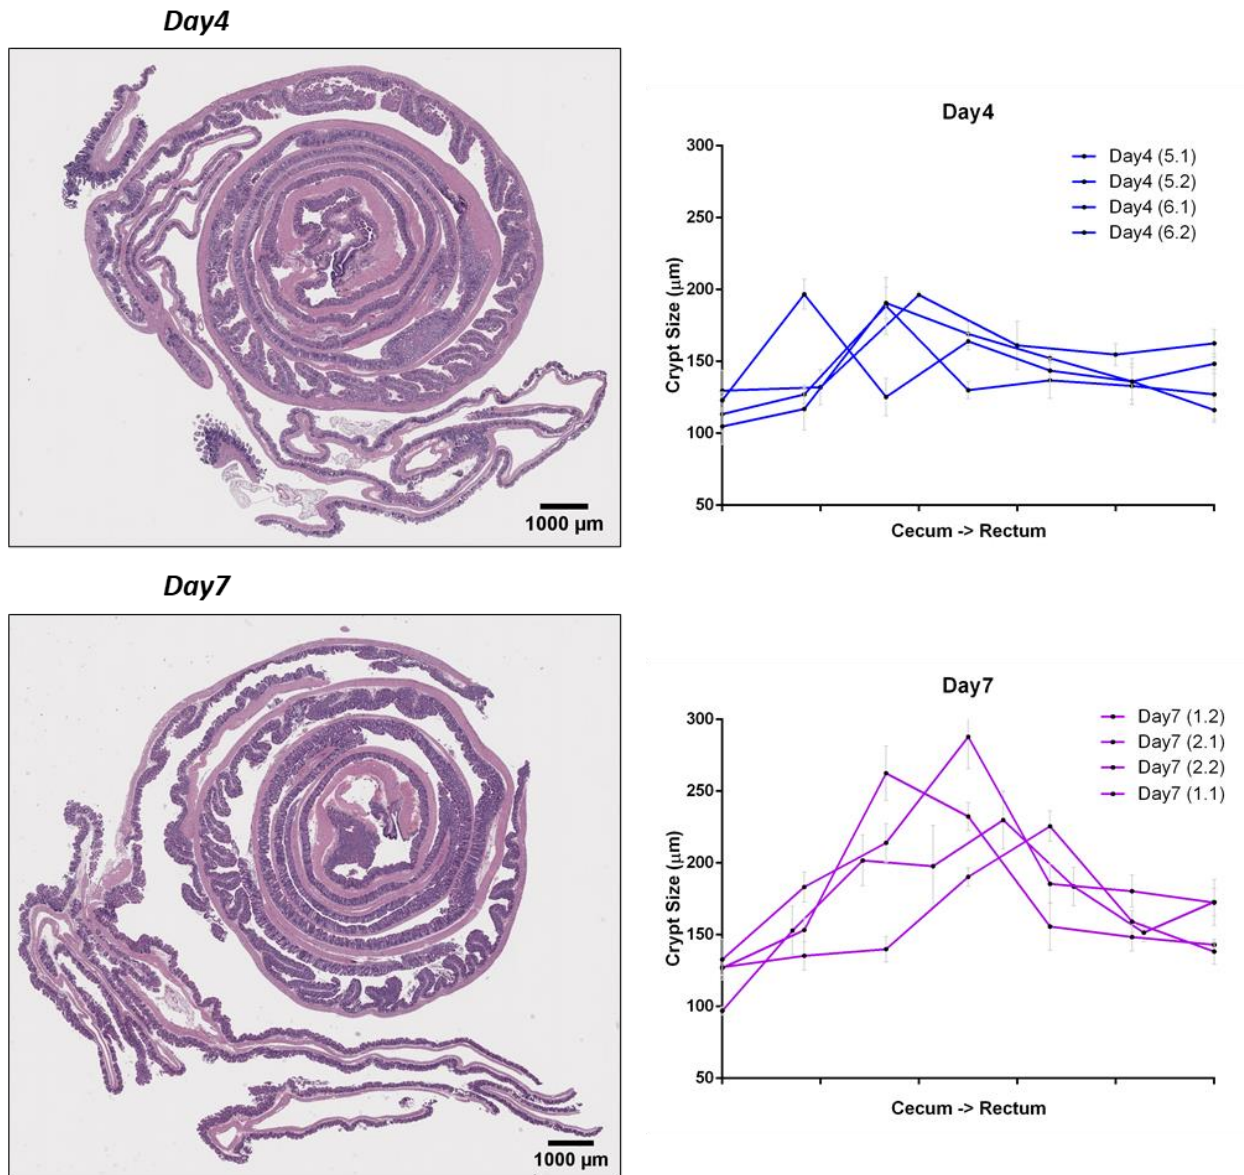 Day4
1000 µm
Day4
300
250
200
150
100
50
Crypt Size (µm)
Cecum -> Rectum
Day4 (5.1)
Day4 (5.2)
Day4 (6.1)
Day4 (6.2)
Day7
1000 µm
Day7
300
250
200
150
100
50
Crypt Size (µm)
Cecum -> Rectum
Day7 (1.2)
Day7 (2.1)
Day7 (2.2)
Day7 (1.1)